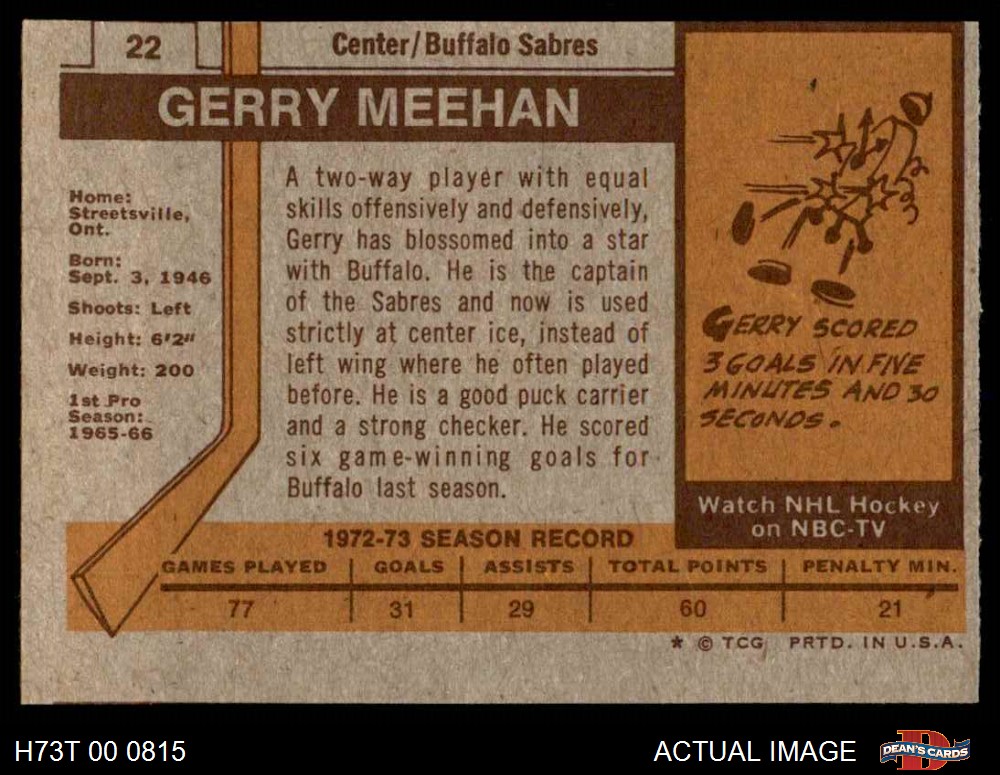 22
Center/Buffalo Sabres
GERRY MEEHAN
Home:
Streetsville,
Ont.
Born:
Sept. 3, 1946
Shoots: Left
Height: 6'2"
Weight: 200
1st Pro
Season:
1965-66
A two-way player with equal
skills offensively and defensively,
Gerry has blossomed into a star
with Buffalo. He is the captain
of the Sabres and now is used
strictly at center ice, instead of
left wing where he often played
before. He is a good puck carrier
and a strong checker. He scored
six game-winning goals for
Buffalo last season.
GERRY SCORED
3 GOALS IN FIVE
MINUTES AND 30
SECONDS.
Watch NHL Hockey
on NBC-TV
1972-73 SEASON RECORD
GAMES PLAYED | GOALS | ASSISTS | TOTAL POINTS | PENALTY MIN.
77 | 31 | 29 | 60 | 21
* © TCG PRTD. IN U.S.A.
H73T 00 0815
ACTUAL IMAGE
DEAN'S CARDS